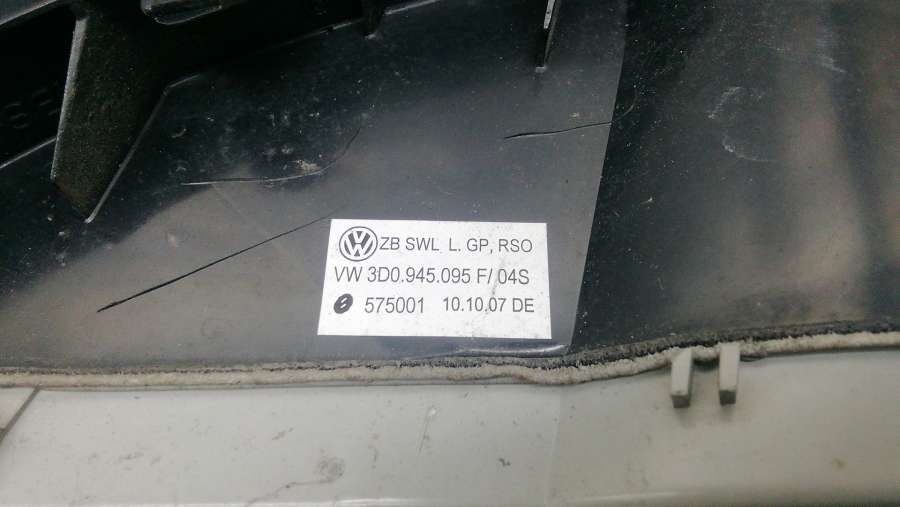 ZB SWL L. GP, RSO
VW 3D0.945.095 F/ 04S
575001 10.10.07 DE